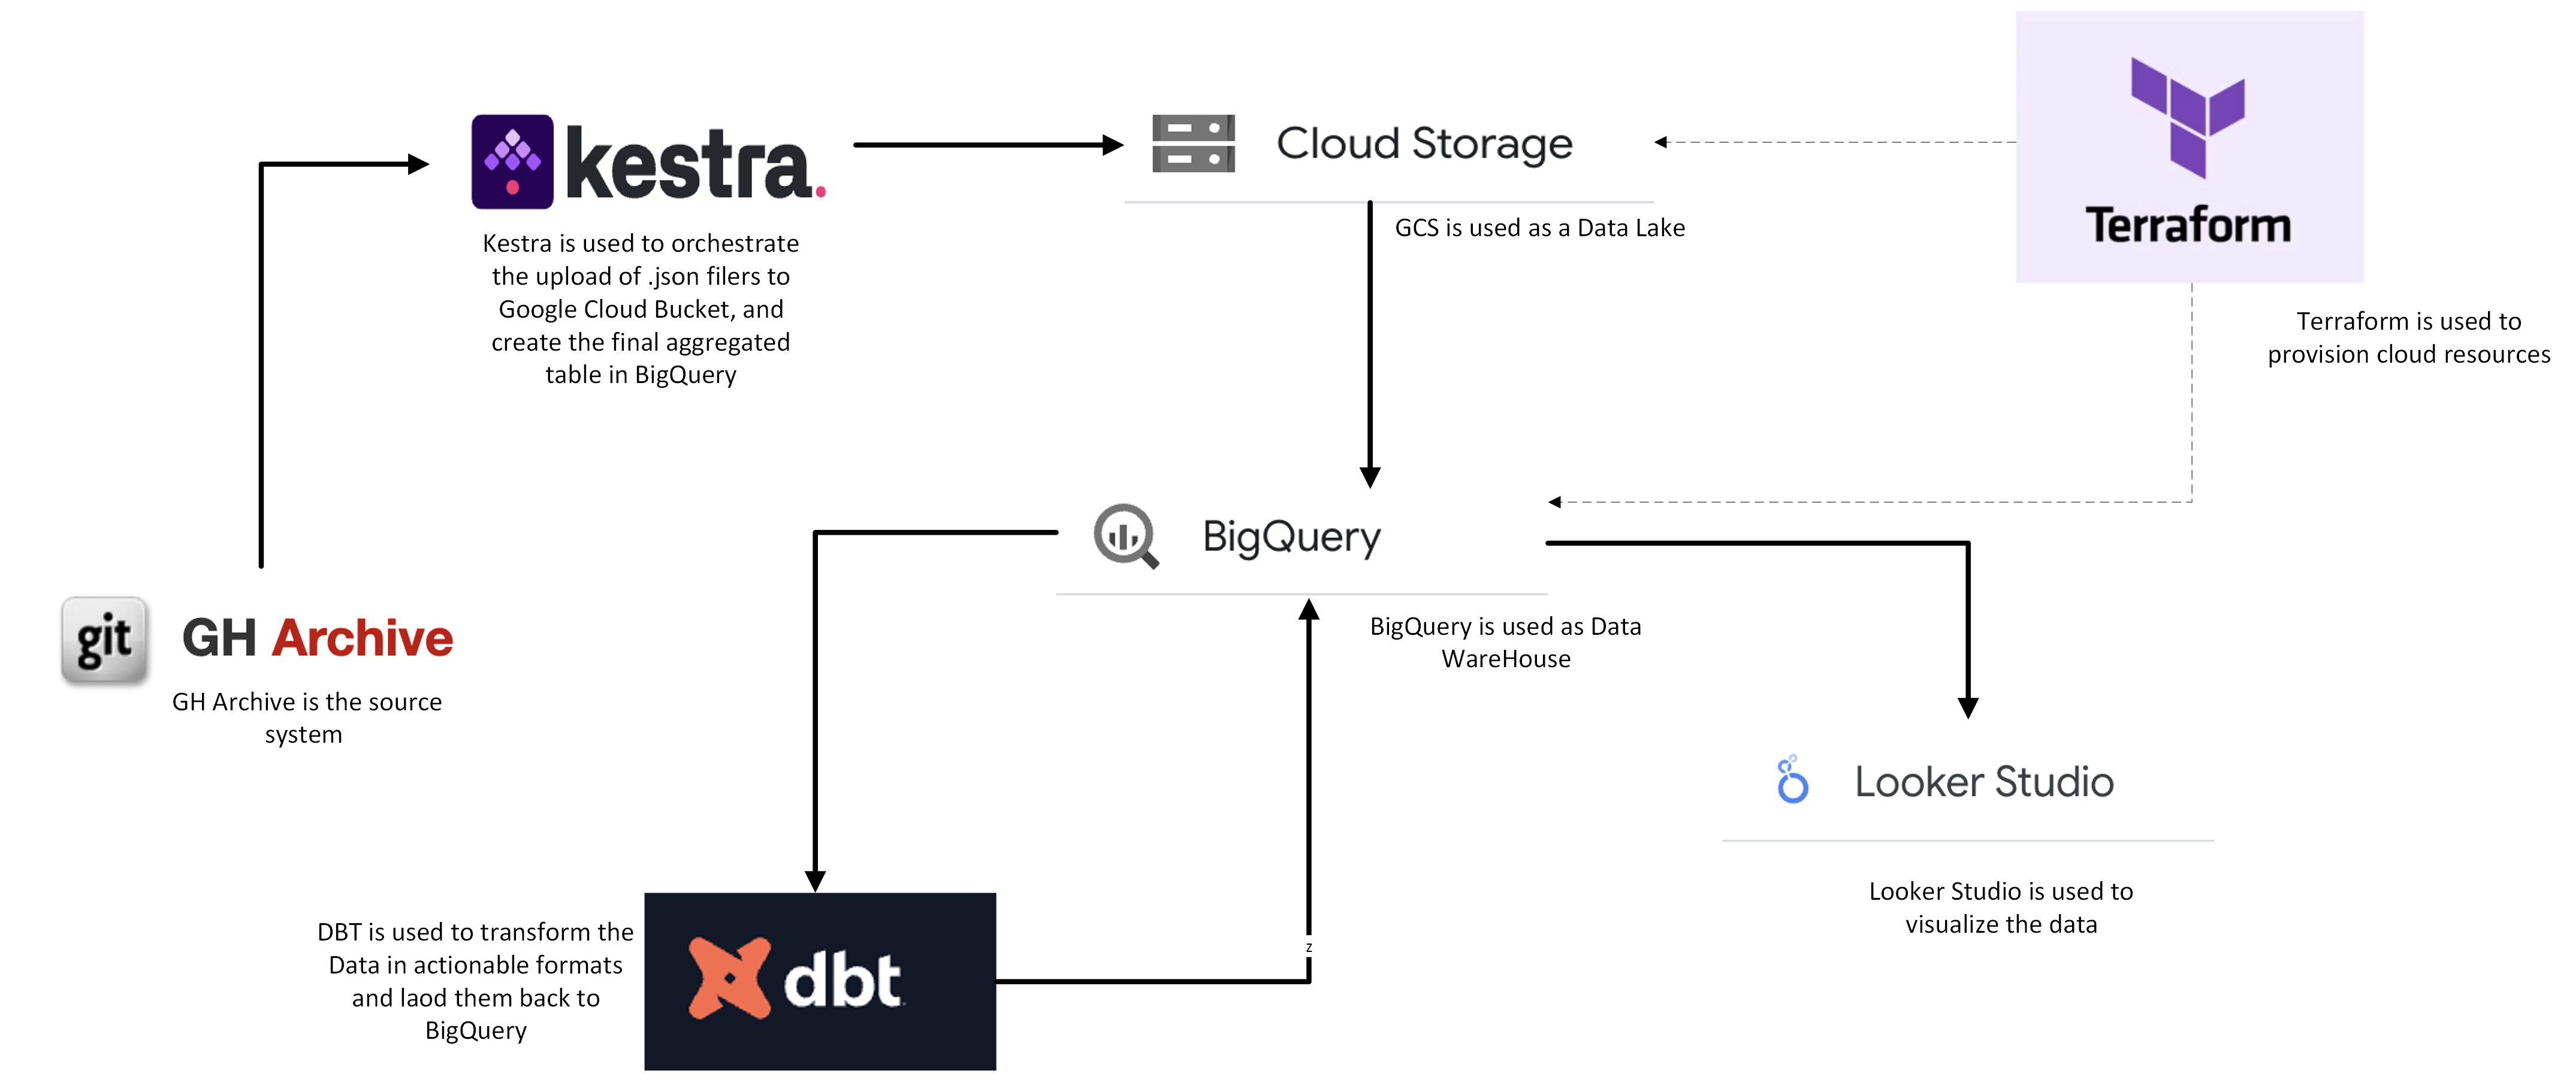 kestra.
Kestra is used to orchestrate
the upload of .json filers to
Google Cloud Bucket, and
create the final aggregated
table in BigQuery
Cloud Storage
GCS is used as a Data Lake
Terraform
Terraform is used to
provision cloud resources
git
GH Archive
GH Archive is the source
system
BigQuery
BigQuery is used as Data
WareHouse
Looker Studio
Looker Studio is used to
visualize the data
DBT is used to transform the
Data in actionable formats
and laod them back to
BigQuery
dbt
z